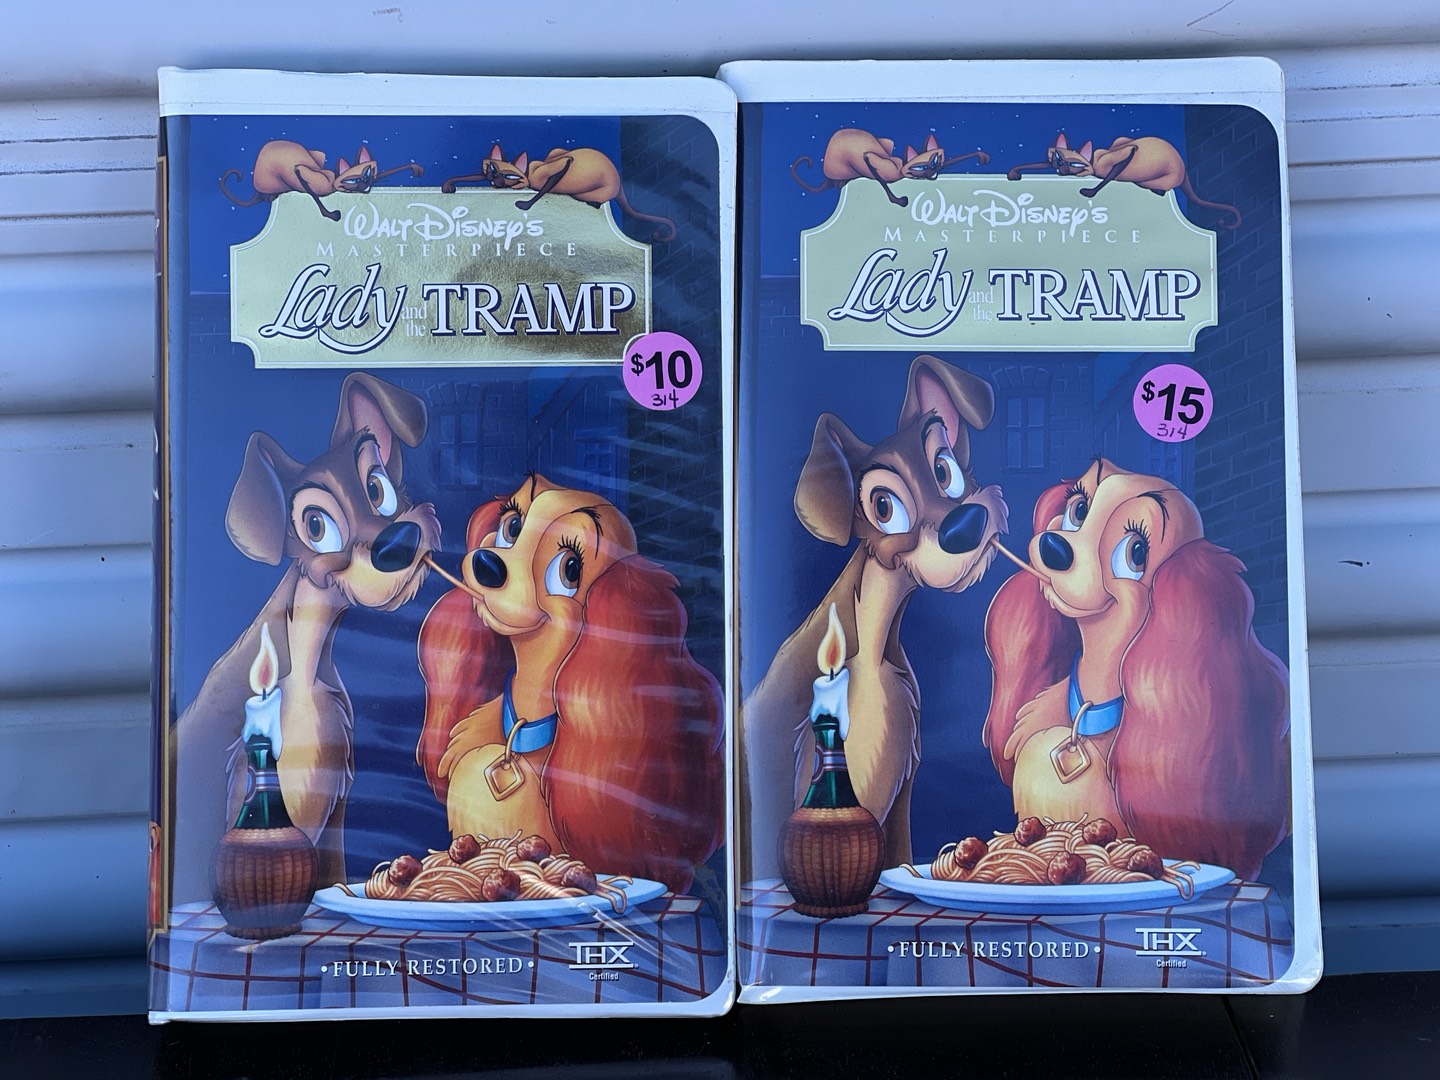 WALT DISNEY'S
MASTERPIECE
Lady and the TRAMP
$10
314
• FULLY RESTORED •
THX
Certified
WALT DISNEY'S
MASTERPIECE
Lady and the TRAMP
$15
314
• FULLY RESTORED •
THX
Certified